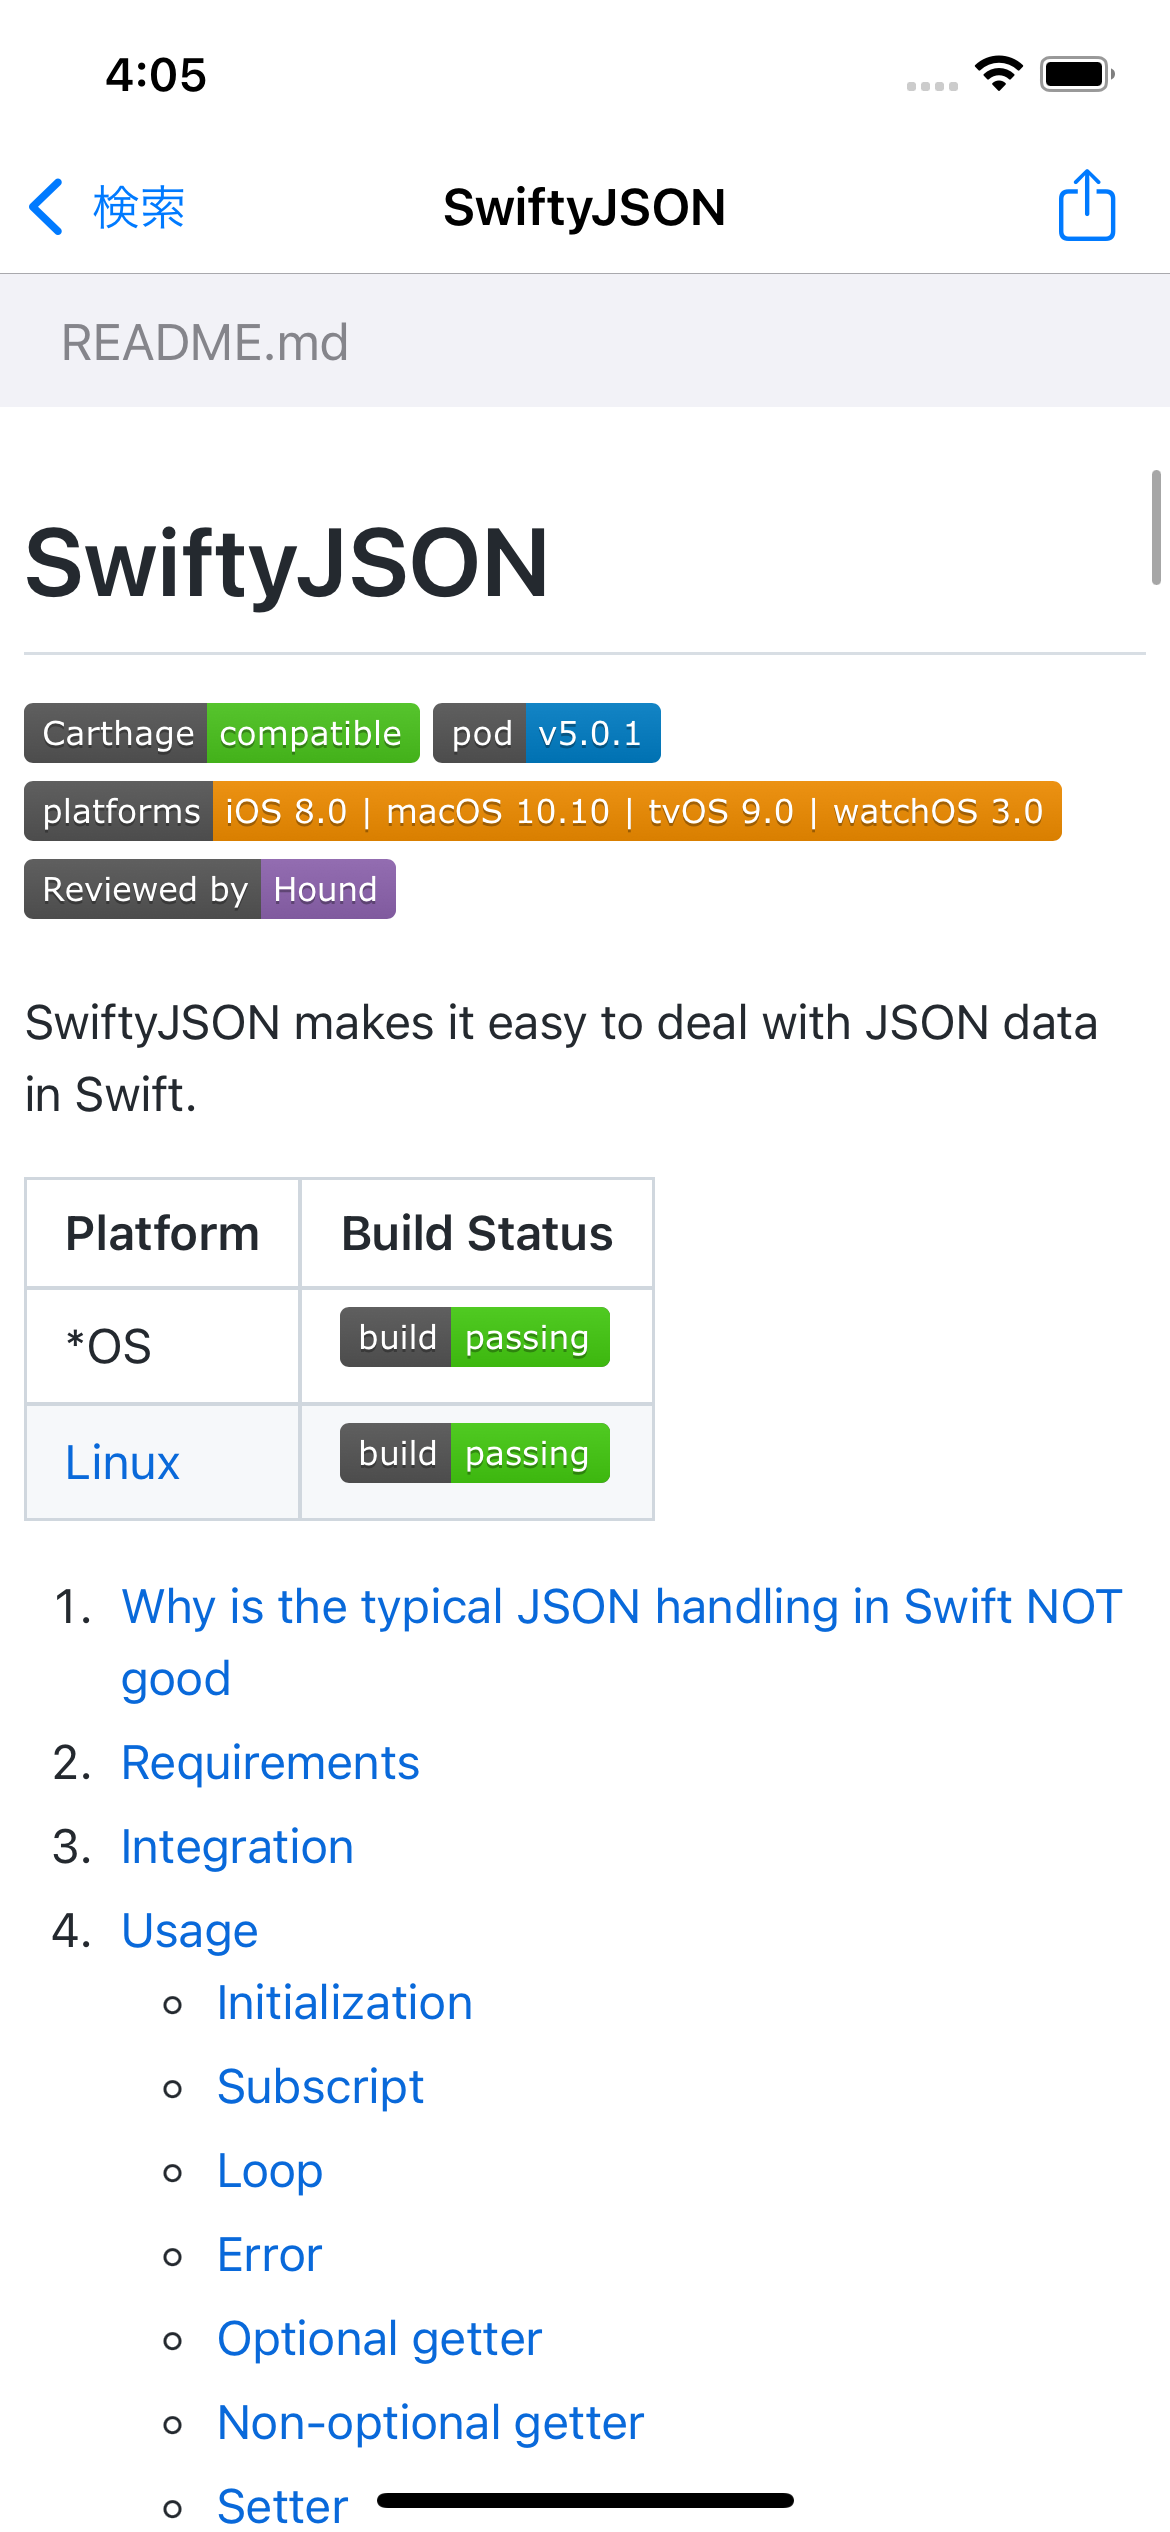 4:05
検索
SwiftyJSON
README.md
SwiftyJSON
Carthage compatible pod v5.0.1
platforms iOS 8.0 | macOS 10.10 | tvOS 9.0 | watchOS 3.0
Reviewed by Hound
SwiftyJSON makes it easy to deal with JSON data
in Swift.
Platform Build Status
*OS build passing
Linux build passing
1. Why is the typical JSON handling in Swift NOT
good
2. Requirements
3. Integration
4. Usage
Initialization
Subscript
Loop
Error
Optional getter
Non-optional getter
Setter